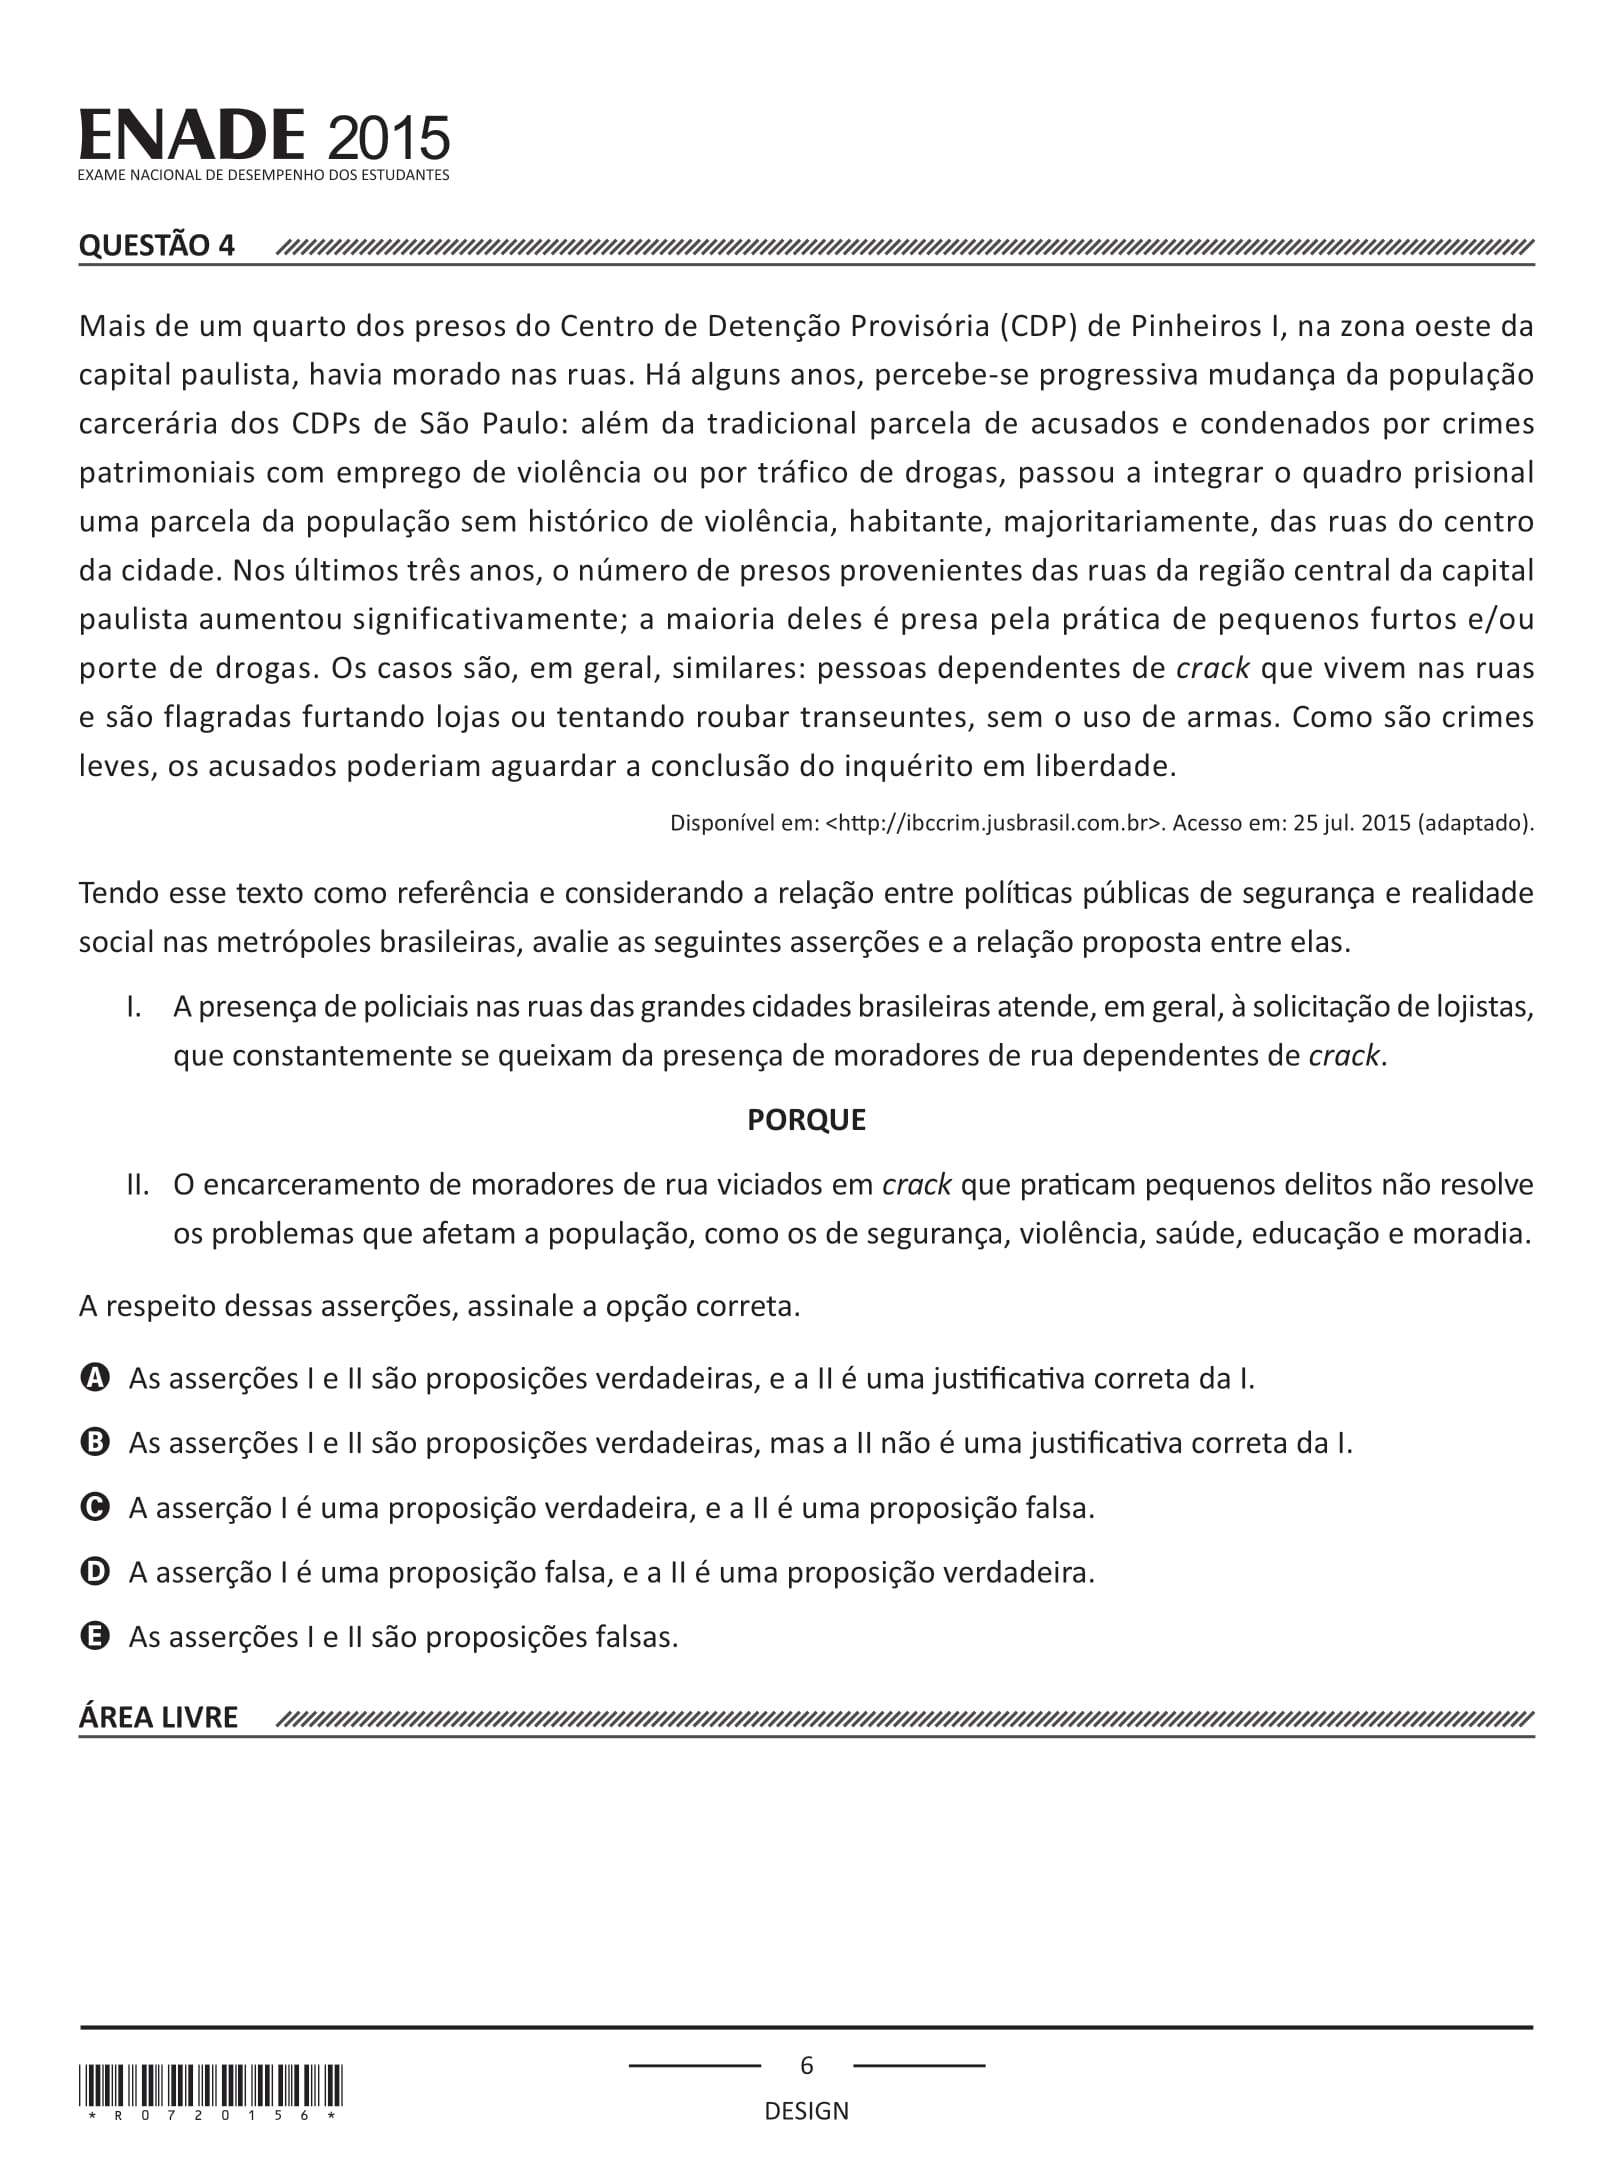 ENADE 2015
EXAME NACIONAL DE DESEMPENHO DOS ESTUDANTES
QUESTÃO 4
Mais de um quarto dos presos do Centro de Detenção Provisória (CDP) de Pinheiros I, na zona oeste da
capital paulista, havia morado nas ruas. Há alguns anos, percebe-se progressiva mudança da população
carcerária dos CDPs de São Paulo: além da tradicional parcela de acusados e condenados por crimes
patrimoniais com emprego de violência ou por tráfico de drogas, passou a integrar o quadro prisional
uma parcela da população sem histórico de violência, habitante, majoritariamente, das ruas do centro
da cidade. Nos últimos três anos, o número de presos provenientes das ruas da região central da capital
paulista aumentou significativamente; a maioria deles é presa pela prática de pequenos furtos e/ou
porte de drogas. Os casos são, em geral, similares: pessoas dependentes de crack que vivem nas ruas
e são flagradas furtando lojas ou tentando roubar transeuntes, sem o uso de armas. Como são crimes
leves, os acusados poderiam aguardar a conclusão do inquérito em liberdade.
Disponível em: <http://ibccrim.jusbrasil.com.br>. Acesso em: 25 jul. 2015 (adaptado).
Tendo esse texto como referência e considerando a relação entre políticas públicas de segurança e realidade
social nas metrópoles brasileiras, avalie as seguintes asserções e a relação proposta entre elas.
I. A presença de policiais nas ruas das grandes cidades brasileiras atende, em geral, à solicitação de lojistas,
que constantemente se queixam da presença de moradores de rua dependentes de crack.
PORQUE
II. O encarceramento de moradores de rua viciados em crack que praticam pequenos delitos não resolve
os problemas que afetam a população, como os de segurança, violência, saúde, educação e moradia.
A respeito dessas asserções, assinale a opção correta.
A As asserções I e II são proposições verdadeiras, e a II é uma justificativa correta da I.
B As asserções I e II são proposições verdadeiras, mas a II não é uma justificativa correta da I.
C A asserção I é uma proposição verdadeira, e a II é uma proposição falsa.
D A asserção I é uma proposição falsa, e a II é uma proposição verdadeira.
E As asserções I e II são proposições falsas.
ÁREA LIVRE
6
DESIGN
*R0720156*